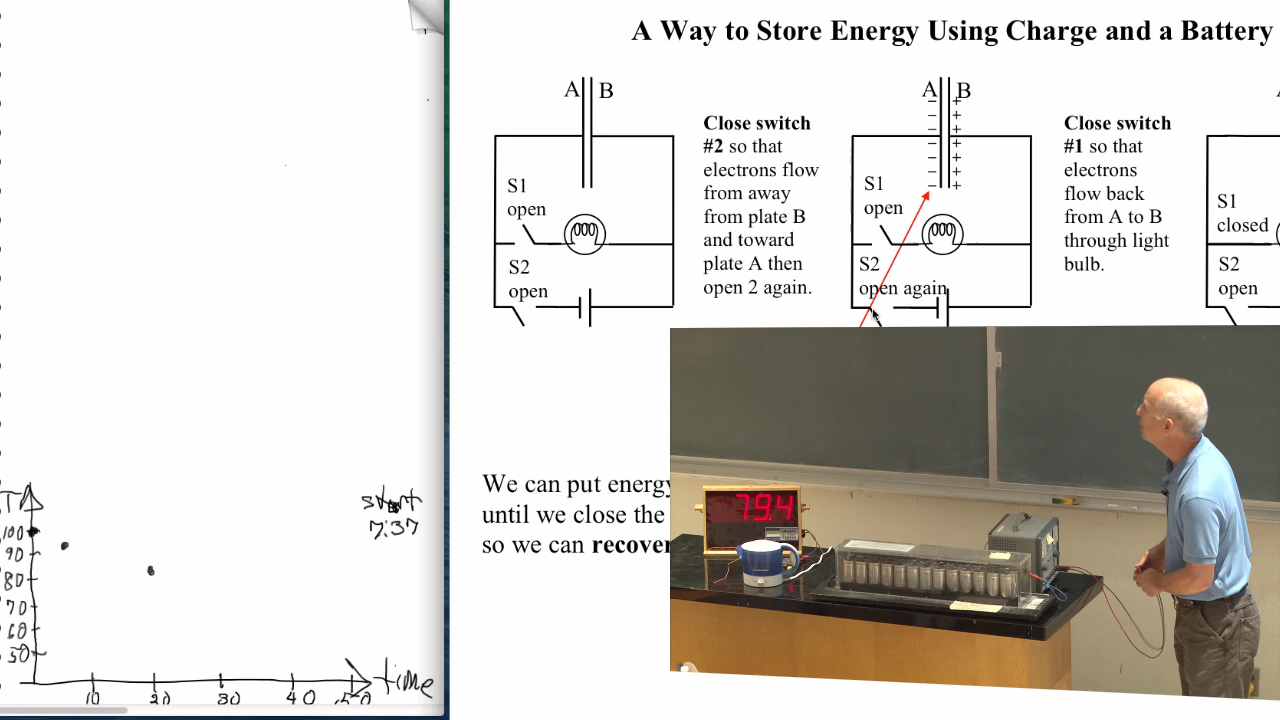 A Way to Store Energy Using Charge and a Battery
A B
S1
open
S2
open
Close switch
#2 so that
electrons flow
from away
from plate B
and toward
plate A then
open 2 again.
A B
S1
open
S2
open again
Close switch
#1 so that
electrons
flow back
from A to B
through light
bulb.
S1
closed
S2
open
We can put energy
until we close the
so we can recover
79.4
T
100
90
80
70
60
50
10 20 30 40 50
time
start
7:37